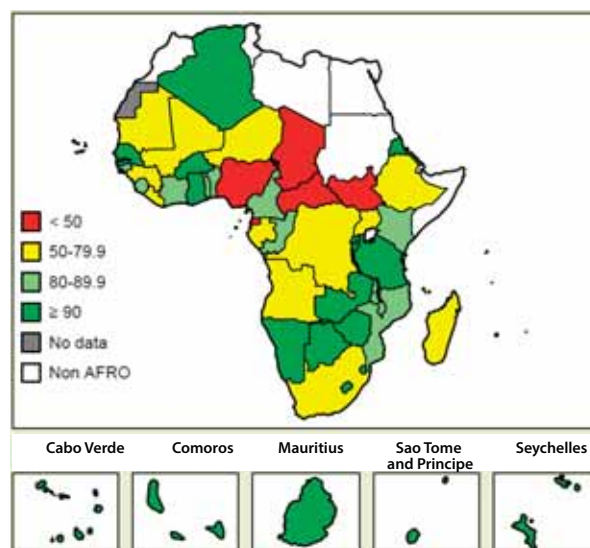 < 50
50-79.9
80-89.9
≥ 90
No data
Non AFRO
Cabo Verde
Comoros
Mauritius
Sao Tome
and Principe
Seychelles